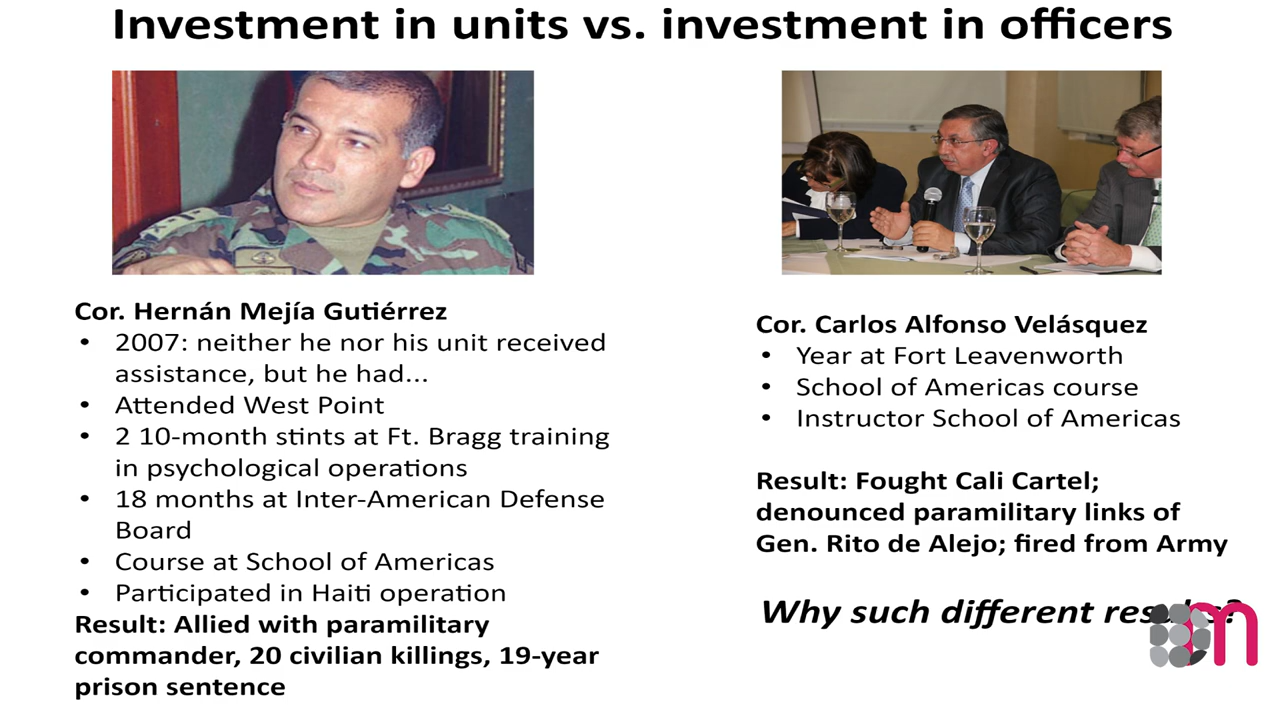 Investment in units vs. investment in officers
Cor. Hernán Mejía Gutiérrez
• 2007: neither he nor his unit received
assistance, but he had...
• Attended West Point
• 2 10-month stints at Ft. Bragg training
in psychological operations
• 18 months at Inter-American Defense
Board
• Course at School of Americas
• Participated in Haiti operation
Result: Allied with paramilitary
commander, 20 civilian killings, 19-year
prison sentence
Cor. Carlos Alfonso Velásquez
• Year at Fort Leavenworth
• School of Americas course
• Instructor School of Americas
Result: Fought Cali Cartel;
denounced paramilitary links of
Gen. Rito de Alejo; fired from Army
Why such different results?
m